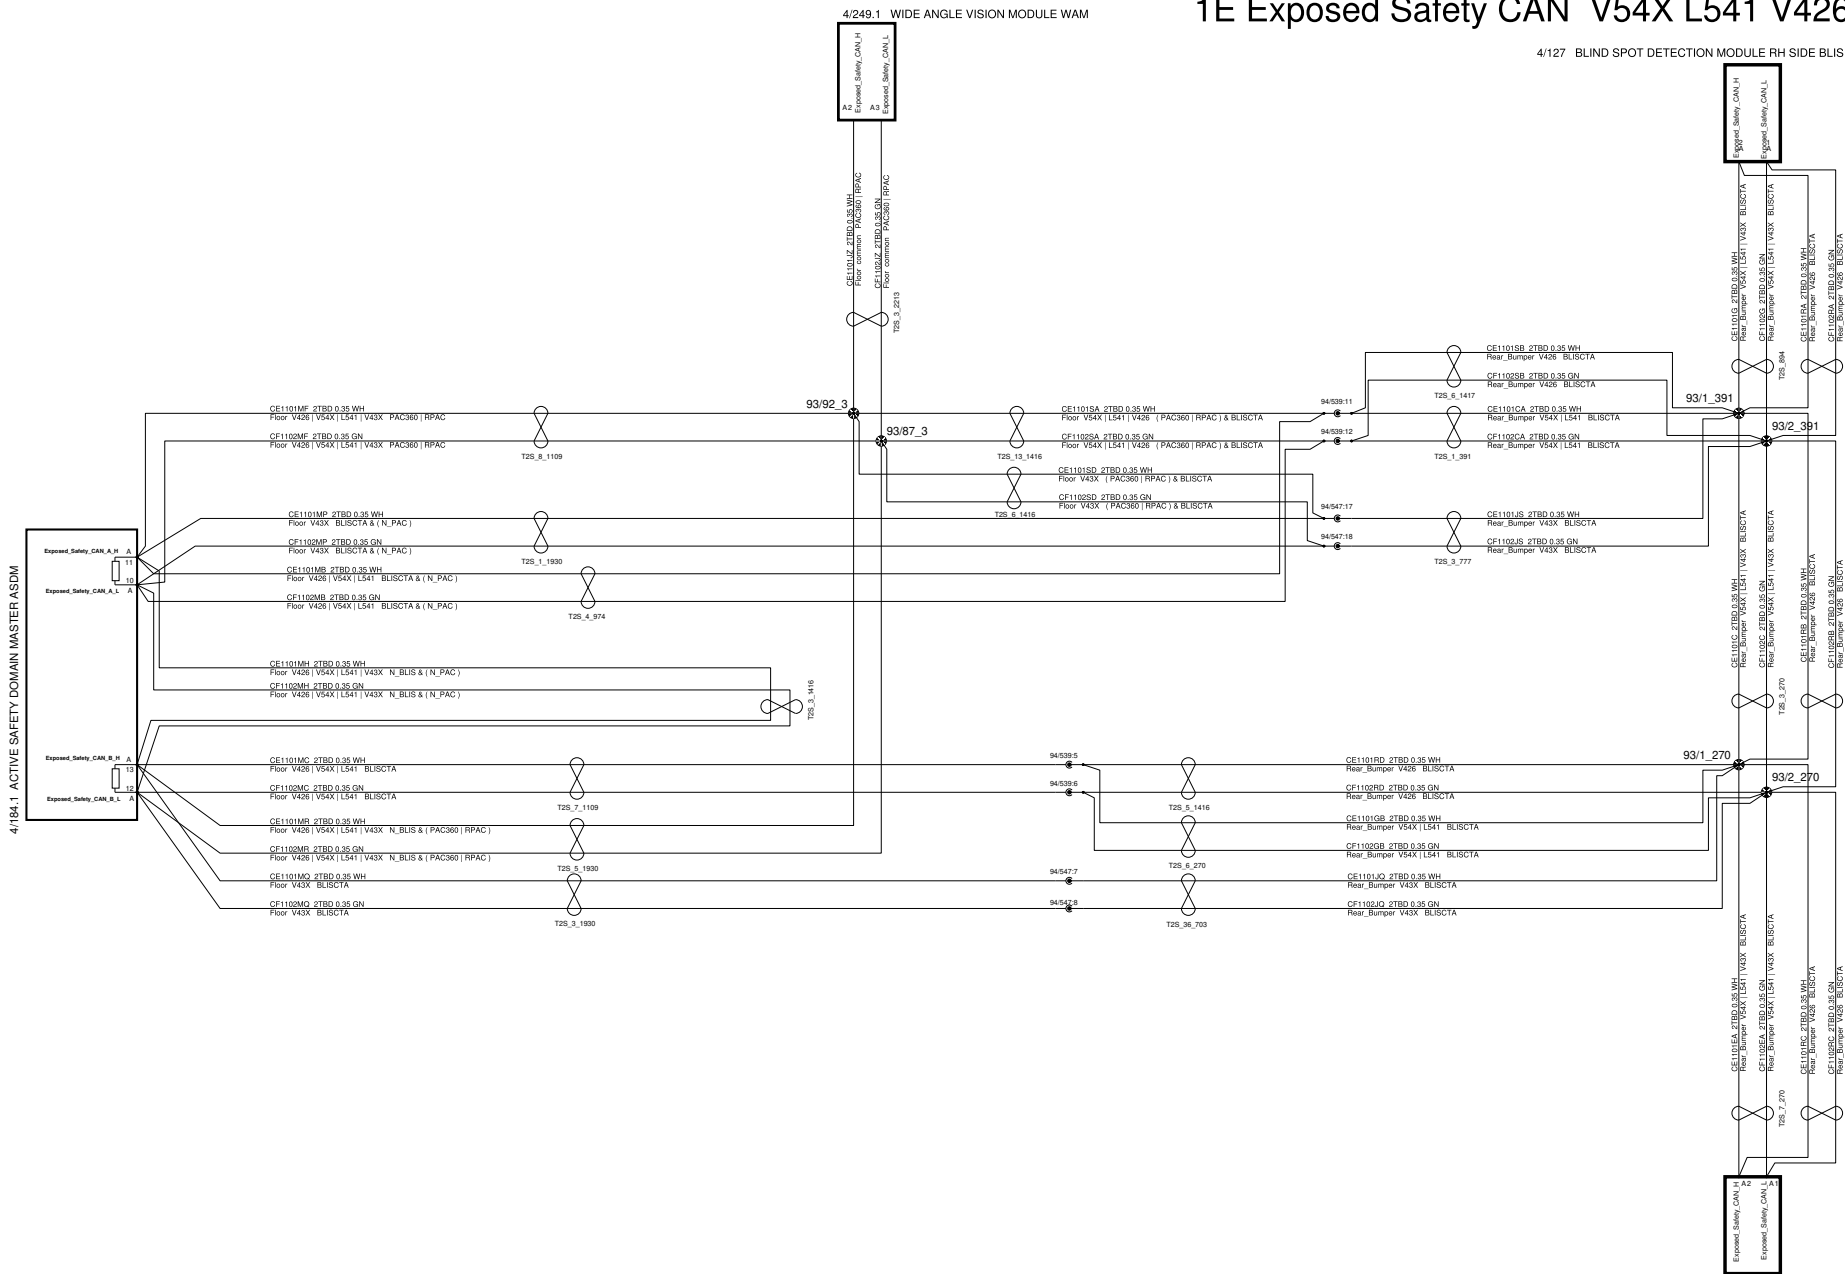 4/249.1 WIDE ANGLE VISION MODULE WAM
1E Exposed Safety CAN V54X L541 V426
4/127 BLIND SPOT DETECTION MODULE RH SIDE BLIS
Exposed_Safety_CAN_H
Exposed_Safety_CAN_L
A2
A3
Exposed_Safety_CAN_H
Exposed_Safety_CAN_L
CE1101JZ 2TBD 0.35 WH
Floor common PAC360 | RPAC
CF1102JZ 2TBD 0.35 GN
Floor common PAC360 | RPAC
T2S_3_2213
CE1101G 2TBD 0.35 WH
Rear_Bumper V54X | L541 | V43X BLISCTA
CF1102G 2TBD 0.35 GN
Rear_Bumper V54X | L541 | V43X BLISCTA
CE1101RA 2TBD 0.35 WH
Rear_Bumper V426 BLISCTA
CF1102RA 2TBD 0.35 GN
Rear_Bumper V426 BLISCTA
T2S_894
CE1101SB 2TBD 0.35 WH
Rear_Bumper V426 BLISCTA
CF1102SB 2TBD 0.35 GN
Rear_Bumper V426 BLISCTA
T2S_6_1417
93/92_3
93/87_3
93/1_391
93/2_391
CE1101MF 2TBD 0.35 WH
Floor V426 | V54X | L541 | V43X PAC360 | RPAC
CF1102MF 2TBD 0.35 GN
Floor V426 | V54X | L541 | V43X PAC360 | RPAC
T2S_8_1109
CE1101SA 2TBD 0.35 WH
Floor V54X | L541 | V426 ( PAC360 | RPAC ) & BLISCTA
CF1102SA 2TBD 0.35 GN
Floor V54X | L541 | V426 ( PAC360 | RPAC ) & BLISCTA
T2S_13_1416
94/539:11
94/539:12
CE1101CA 2TBD 0.35 WH
Rear_Bumper V54X | L541 BLISCTA
CF1102CA 2TBD 0.35 GN
Rear_Bumper V54X | L541 BLISCTA
T2S_1_391
CE1101SD 2TBD 0.35 WH
Floor V43X ( PAC360 | RPAC ) & BLISCTA
CF1102SD 2TBD 0.35 GN
Floor V43X ( PAC360 | RPAC ) & BLISCTA
T2S_6_1416
CE1101MP 2TBD 0.35 WH
Floor V43X BLISCTA & ( N_PAC )
CF1102MP 2TBD 0.35 GN
Floor V43X BLISCTA & ( N_PAC )
T2S_1_1930
94/547:17
94/547:18
CE1101JS 2TBD 0.35 WH
Rear_Bumper V43X BLISCTA
CF1102JS 2TBD 0.35 GN
Rear_Bumper V43X BLISCTA
T2S_3_777
4/184.1 ACTIVE SAFETY DOMAIN MASTER ASDM
Exposed_Safety_CAN_A_H A
11
10
Exposed_Safety_CAN_A_L A
CE1101MB 2TBD 0.35 WH
Floor V426 | V54X | L541 BLISCTA & ( N_PAC )
CF1102MB 2TBD 0.35 GN
Floor V426 | V54X | L541 BLISCTA & ( N_PAC )
T2S_4_974
CE1101MH 2TBD 0.35 WH
Floor V426 | V54X | L541 | V43X N_BLIS & ( N_PAC )
CF1102MH 2TBD 0.35 GN
Floor V426 | V54X | L541 | V43X N_BLIS & ( N_PAC )
T2S_3_1416
CE1101C 2TBD 0.35 WH
Rear_Bumper V54X | L541 | V43X BLISCTA
CF1102C 2TBD 0.35 GN
Rear_Bumper V54X | L541 | V43X BLISCTA
CE1101RB 2TBD 0.35 WH
Rear_Bumper V426 BLISCTA
CF1102RB 2TBD 0.35 GN
Rear_Bumper V426 BLISCTA
T2S_3_270
Exposed_Safety_CAN_B_H A
13
12
Exposed_Safety_CAN_B_L A
CE1101MC 2TBD 0.35 WH
Floor V426 | V54X | L541 BLISCTA
CF1102MC 2TBD 0.35 GN
Floor V426 | V54X | L541 BLISCTA
T2S_7_1109
94/539:5
94/539:6
CE1101RD 2TBD 0.35 WH
Rear_Bumper V426 BLISCTA
CF1102RD 2TBD 0.35 GN
Rear_Bumper V426 BLISCTA
T2S_5_1416
93/1_270
93/2_270
CE1101MR 2TBD 0.35 WH
Floor V426 | V54X | L541 | V43X N_BLIS & ( PAC360 | RPAC )
CF1102MR 2TBD 0.35 GN
Floor V426 | V54X | L541 | V43X N_BLIS & ( PAC360 | RPAC )
T2S_5_1930
CE1101GB 2TBD 0.35 WH
Rear_Bumper V54X | L541 BLISCTA
CF1102GB 2TBD 0.35 GN
Rear_Bumper V54X | L541 BLISCTA
T2S_6_270
CE1101MQ 2TBD 0.35 WH
Floor V43X BLISCTA
CF1102MQ 2TBD 0.35 GN
Floor V43X BLISCTA
T2S_3_1930
94/547:7
94/547:8
CE1101JQ 2TBD 0.35 WH
Rear_Bumper V43X BLISCTA
CF1102JQ 2TBD 0.35 GN
Rear_Bumper V43X BLISCTA
T2S_36_703
CE1101EA 2TBD 0.35 WH
Rear_Bumper V54X | L541 | V43X BLISCTA
CF1102EA 2TBD 0.35 GN
Rear_Bumper V54X | L541 | V43X BLISCTA
CE1101RC 2TBD 0.35 WH
Rear_Bumper V426 BLISCTA
CF1102RC 2TBD 0.35 GN
Rear_Bumper V426 BLISCTA
T2S_7_270
A2
A1
Exposed_Safety_CAN_H
Exposed_Safety_CAN_L